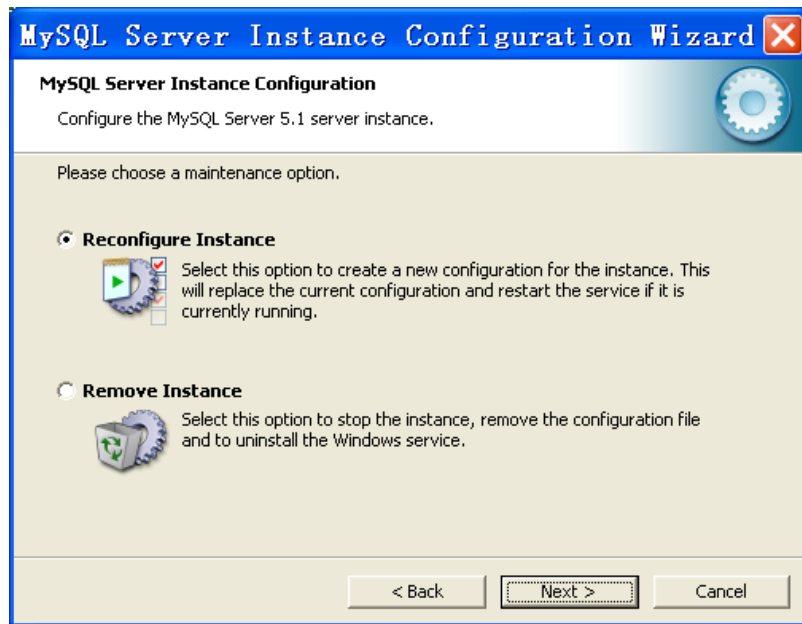 MySQL Server Instance Configuration Wizard
MySQL Server Instance Configuration
Configure the MySQL Server 5.1 server instance.
Please choose a maintenance option.
Reconfigure Instance
Select this option to create a new configuration for the instance. This
will replace the current configuration and restart the service if it is
currently running.
Remove Instance
Select this option to stop the instance, remove the configuration file
and to uninstall the Windows service.
< Back
Next >
Cancel